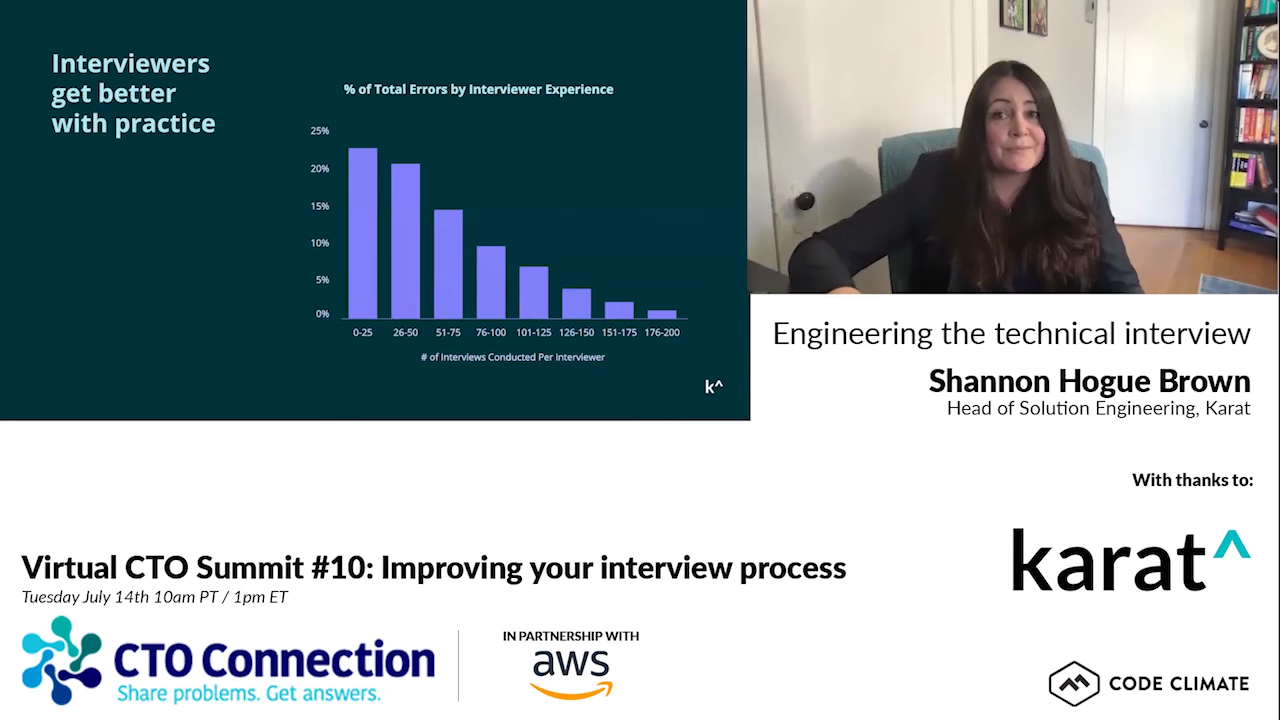 Interviewers
get better
with practice
% of Total Errors by Interviewer Experience
25%
20%
15%
10%
5%
0%
0-25 26-50 51-75 76-100 101-125 126-150 151-175 176-200
# of Interviews Conducted Per Interviewer
k^
Engineering the technical interview
Shannon Hogue Brown
Head of Solution Engineering, Karat
With thanks to:
karat^
Virtual CTO Summit #10: Improving your interview process
Tuesday July 14th 10am PT / 1pm ET
CTO Connection
Share problems. Get answers.
IN PARTNERSHIP WITH
aws
CODE CLIMATE